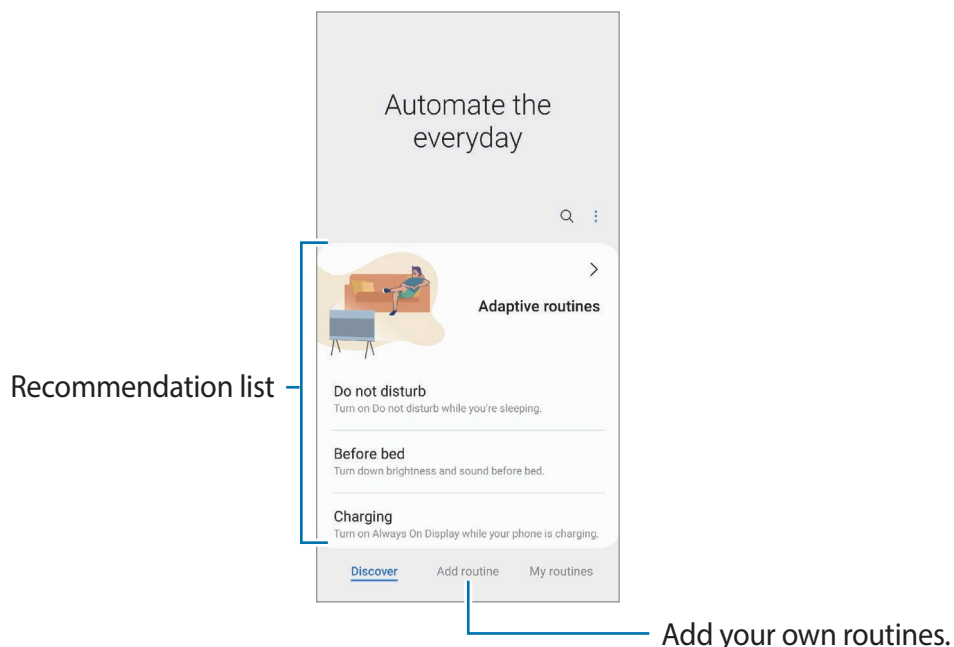 Automate the
everyday
Adaptive routines
Recommendation list
Do not disturb
Turn on Do not disturb while you're sleeping.
Before bed
Turn down brightness and sound before bed.
Charging
Turn on Always On Display while your phone is charging.
Discover Add routine My routines
Add your own routines.